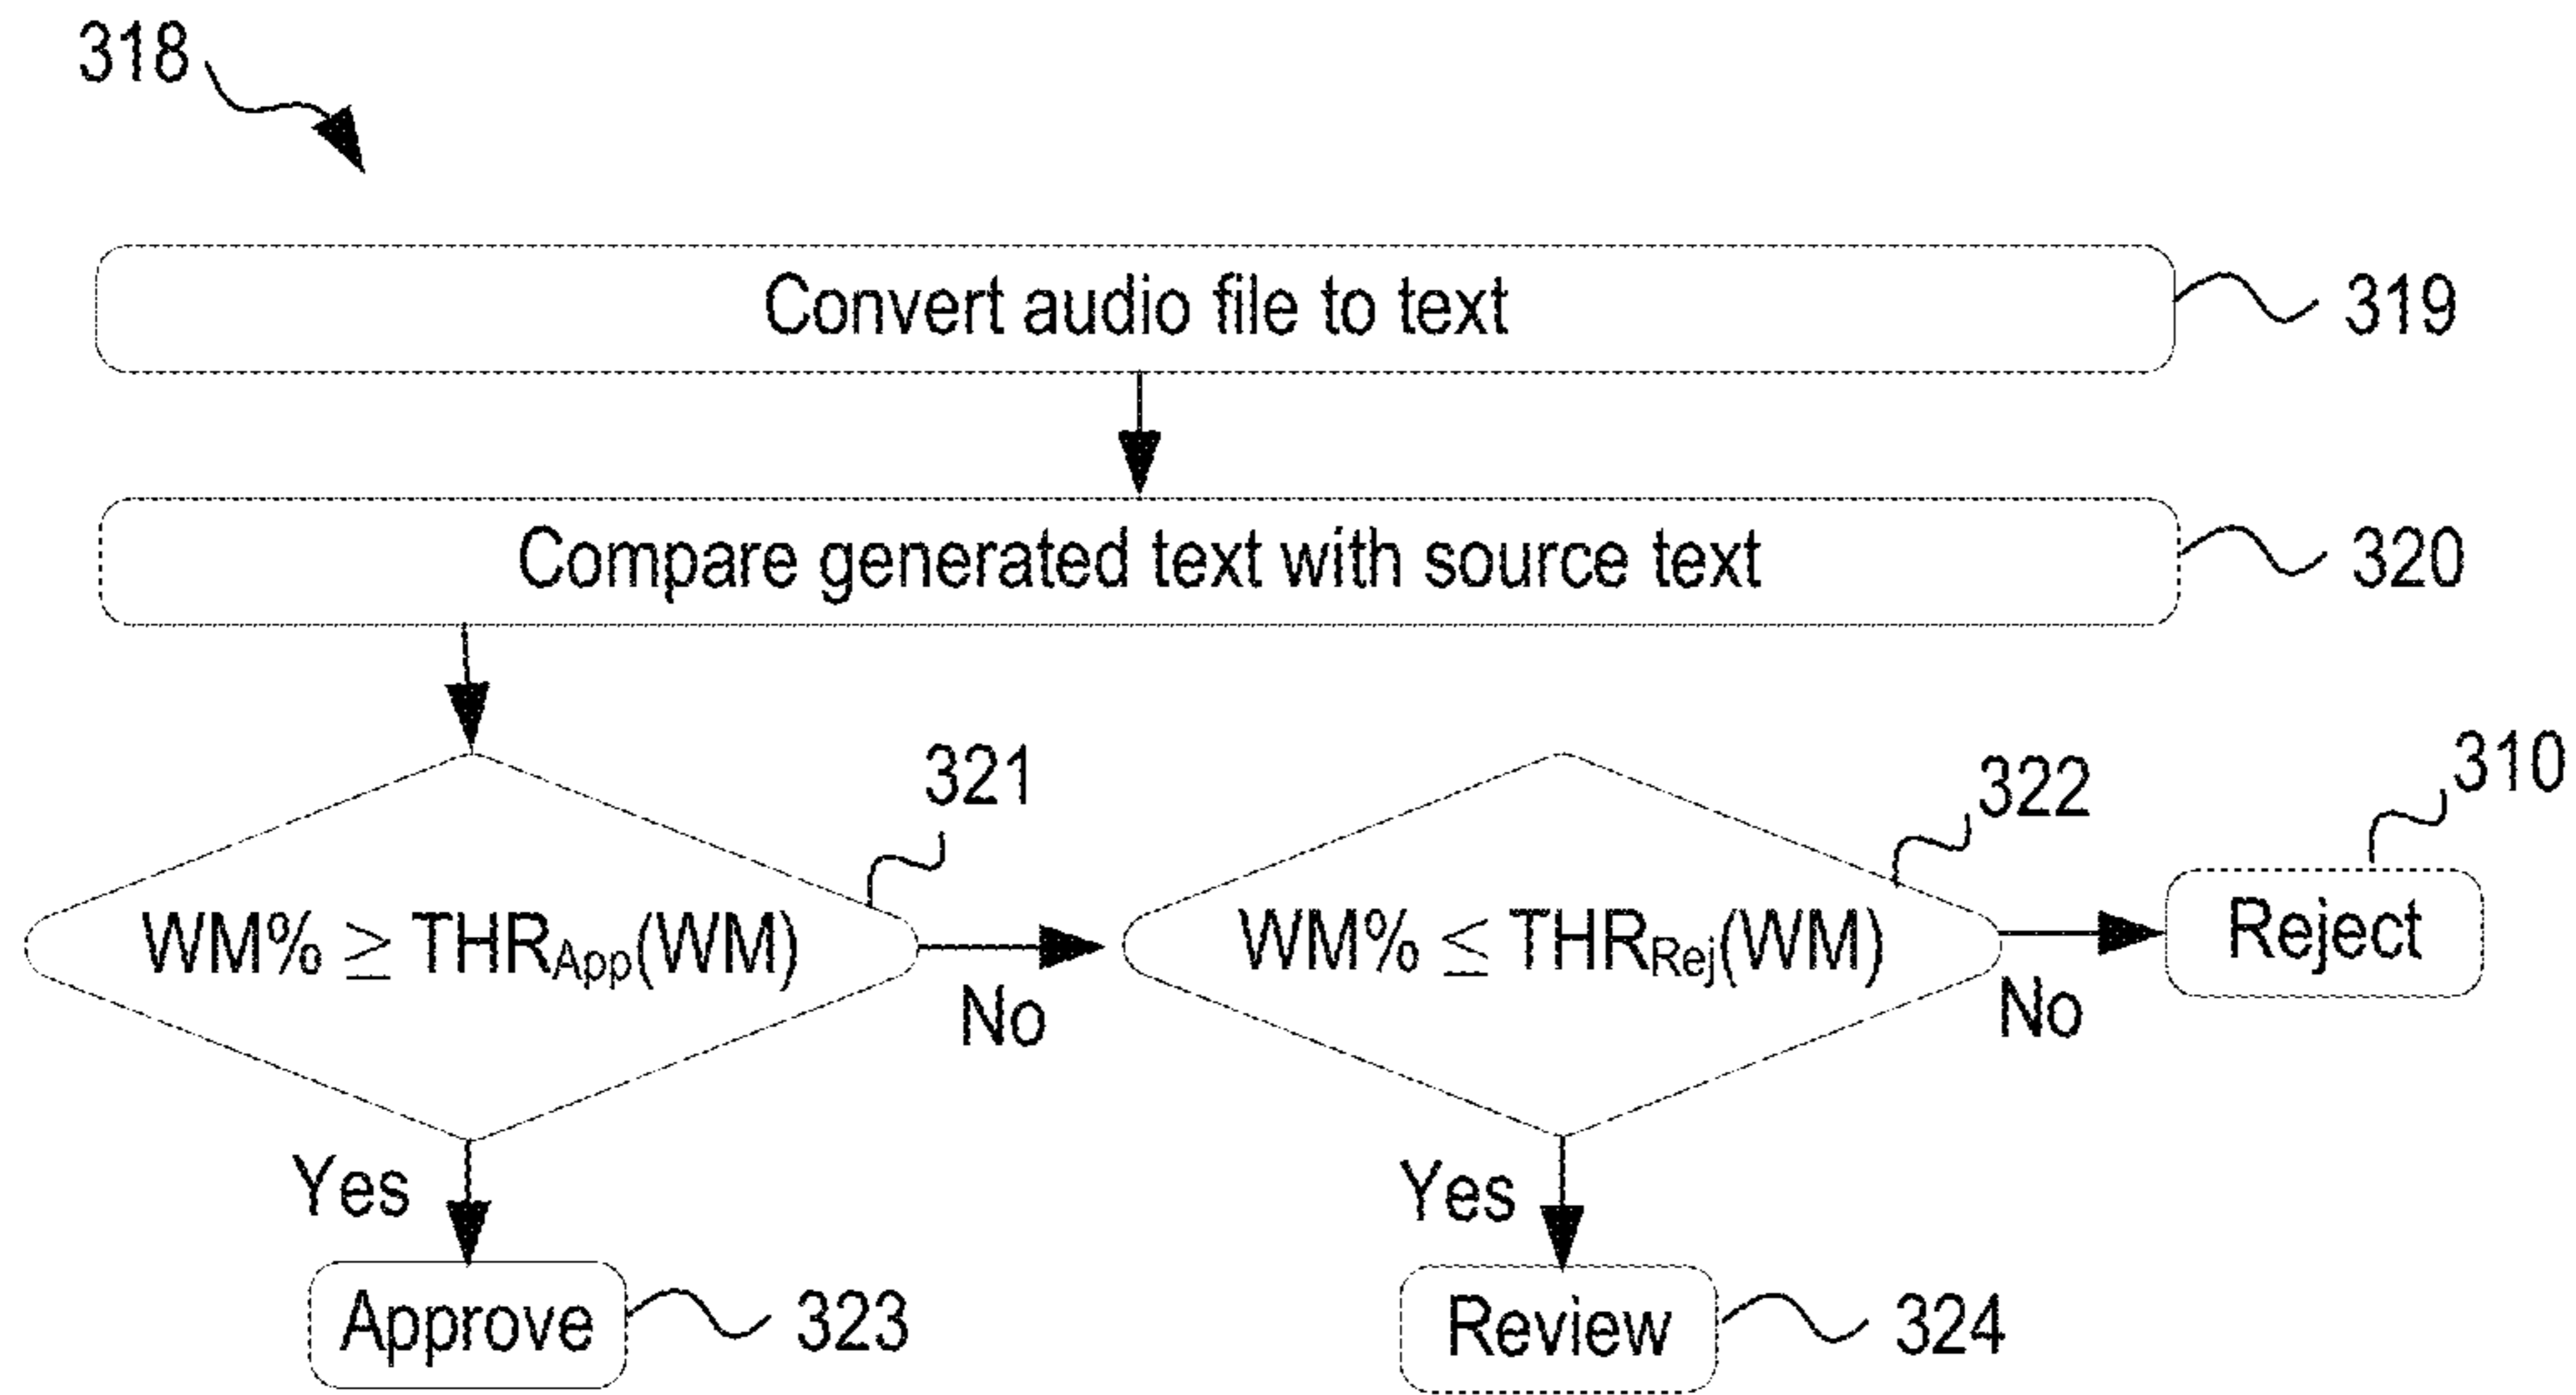 318
Convert audio file to text
319
Compare generated text with source text
320
321
322
310
WM% ≥ THRApp(WM)
No
WM% ≤ THRRej(WM)
No
Reject
Yes
Yes
Approve
323
Review
324